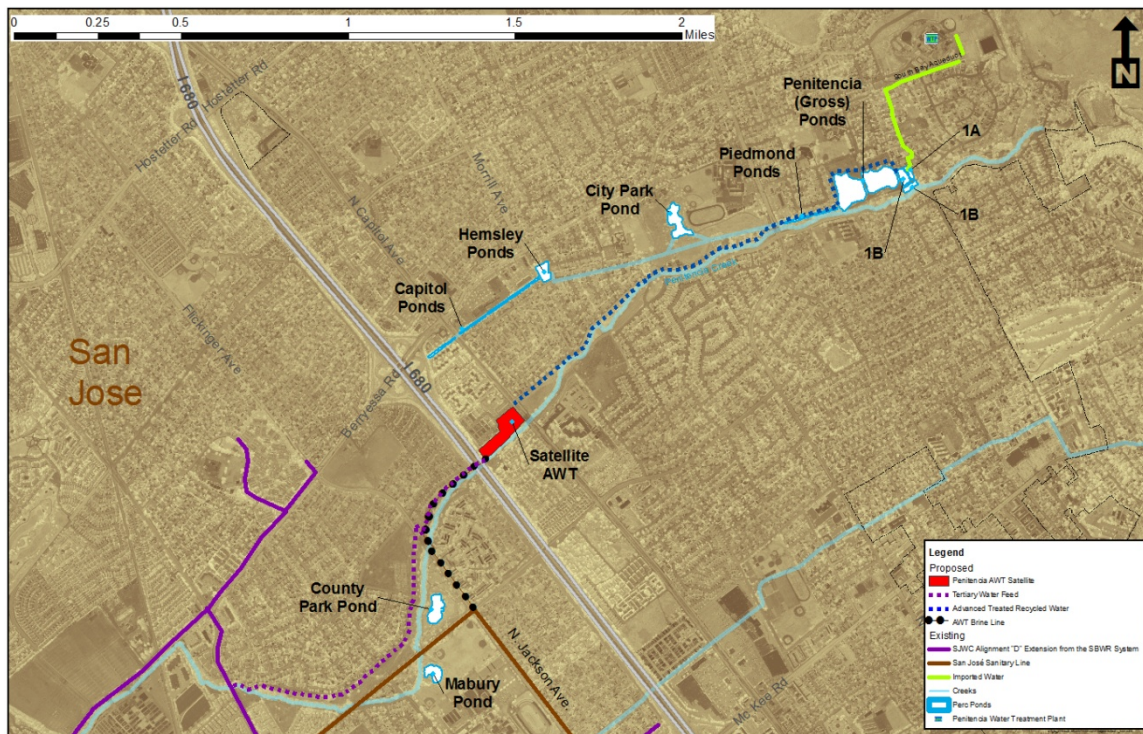 0 0.25 0.5 1 1.5 2
Miles
N
I 680
Hostetter Rd
Hostetter Rd
N Capitol Ave
Morrill Ave
Flickinger Ave
Berryessa Rd
I 680
South Bay Aqueduct
Penitencia
(Gross)
Ponds
1A
Piedmond
Ponds
1B
1B
City Park
Pond
Hemsley
Ponds
Capitol
Ponds
San
Jose
Satellite
AWT
County
Park Pond
Mabury
Pond
N. Jackson Ave.
Mc Kee Rd
Legend
Proposed
Penitencia AWT Satellite
Tertiary Water Feed
Advanced Treated Recycled Water
AWT Brine Line
Existing
SJWC Alignment "D" Extension from the SBWR System
San José Sanitary Line
Imported Water
Creeks
Perc Ponds
Penitencia Water Treatment Plant